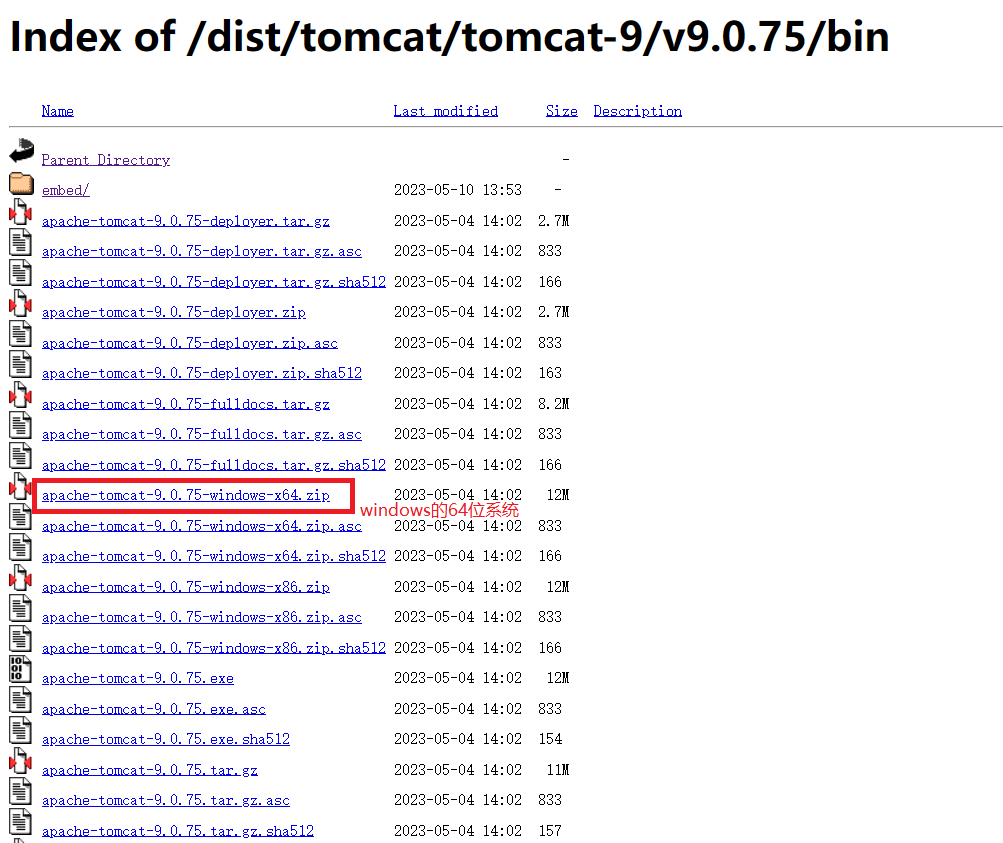 Index of /dist/tomcat/tomcat-9/v9.0.75/bin
Name Last modified Size Description
Parent Directory -
embed/ 2023-05-10 13:53 -
apache-tomcat-9.0.75-deployer.tar.gz 2023-05-04 14:02 2.7M
apache-tomcat-9.0.75-deployer.tar.gz.asc 2023-05-04 14:02 833
apache-tomcat-9.0.75-deployer.tar.gz.sha512 2023-05-04 14:02 166
apache-tomcat-9.0.75-deployer.zip 2023-05-04 14:02 2.7M
apache-tomcat-9.0.75-deployer.zip.asc 2023-05-04 14:02 833
apache-tomcat-9.0.75-deployer.zip.sha512 2023-05-04 14:02 163
apache-tomcat-9.0.75-fulldocs.tar.gz 2023-05-04 14:02 8.2M
apache-tomcat-9.0.75-fulldocs.tar.gz.asc 2023-05-04 14:02 833
apache-tomcat-9.0.75-fulldocs.tar.gz.sha512 2023-05-04 14:02 166
apache-tomcat-9.0.75-windows-x64.zip 2023-05-04 14:02 12M
windows的64位系统
apache-tomcat-9.0.75-windows-x64.zip.asc 2023-05-04 14:02 833
apache-tomcat-9.0.75-windows-x64.zip.sha512 2023-05-04 14:02 166
apache-tomcat-9.0.75-windows-x86.zip 2023-05-04 14:02 12M
apache-tomcat-9.0.75-windows-x86.zip.asc 2023-05-04 14:02 833
apache-tomcat-9.0.75-windows-x86.zip.sha512 2023-05-04 14:02 166
apache-tomcat-9.0.75.exe 2023-05-04 14:02 12M
apache-tomcat-9.0.75.exe.asc 2023-05-04 14:02 833
apache-tomcat-9.0.75.exe.sha512 2023-05-04 14:02 154
apache-tomcat-9.0.75.tar.gz 2023-05-04 14:02 11M
apache-tomcat-9.0.75.tar.gz.asc 2023-05-04 14:02 833
apache-tomcat-9.0.75.tar.gz.sha512 2023-05-04 14:02 157